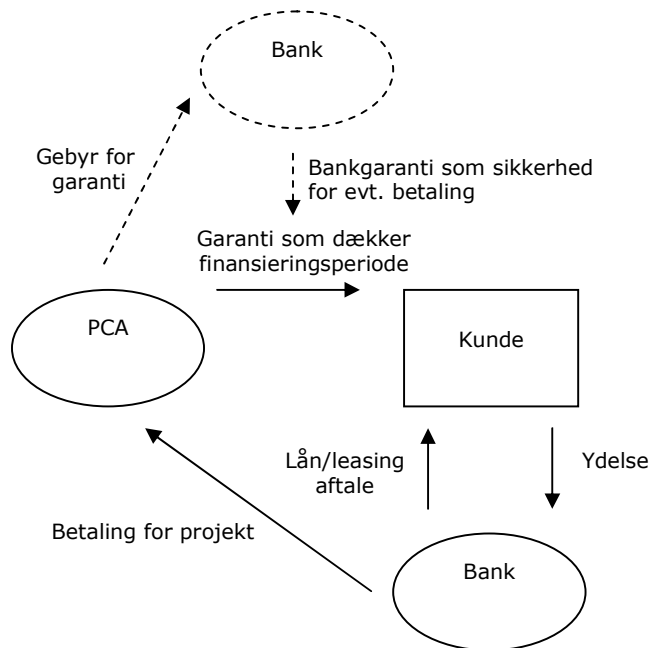 Bank
Gebyr for
garanti
Bankgaranti som sikkerhed
for evt. betaling
Garanti som dækker
finansieringsperiode
PCA
Kunde
Lån/leasing
aftale
Ydelse
Betaling for projekt
Bank